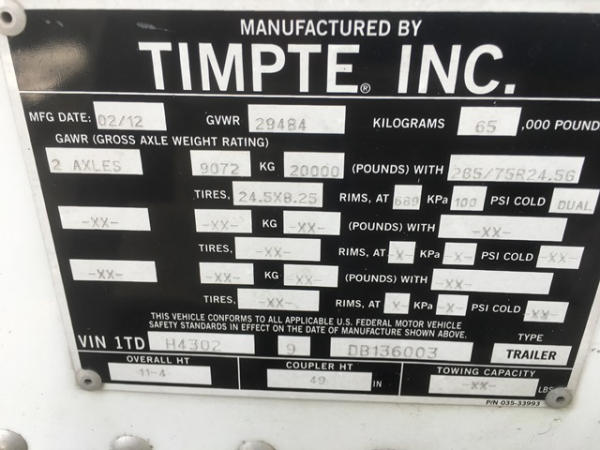 MANUFACTURED BY
TIMPTE® INC.
MFG DATE: 02/12 GVWR 29484 KILOGRAMS 65 ,000 POUND
GAWR (GROSS AXLE WEIGHT RATING)
2 AXLES 9072 KG 20000 (POUNDS) WITH 285/75R24.5G
TIRES, 24.5X8.25 RIMS, AT 689 KPa 100 PSI COLD DUAL
-XX- -XX- KG -XX- (POUNDS) WITH -XX-
TIRES, -XX- RIMS, AT -X- KPa -X- PSI COLD -XX-
-XX- -XX- KG -XX- (POUNDS) WITH -XX-
TIRES, -XX- RIMS, AT -X- KPa -X- PSI COLD -XX-
THIS VEHICLE CONFORMS TO ALL APPLICABLE U.S. FEDERAL MOTOR VEHICLE
SAFETY STANDARDS IN EFFECT ON THE DATE OF MANUFACTURE SHOWN ABOVE.
VIN 1TD H4302 9 DB136003 TYPE TRAILER
OVERALL HT COUPLER HT TOWING CAPACITY
11-4 49 IN -XX- LBS
P/N 035-33993